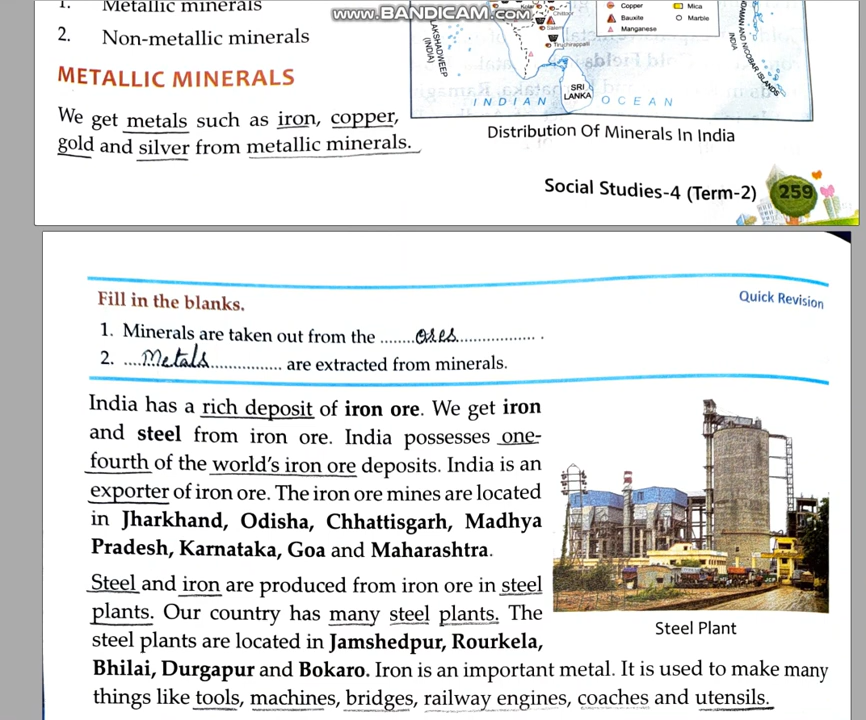 1. Metallic minerals
2. Non-metallic minerals
METALLIC MINERALS
We get metals such as iron, copper,
gold and silver from metallic minerals.
www.BANDICAM.com
Copper
Bauxite
Manganese
Mica
Marble
Salem
Tiruchirappalli
LAKSHADWEEP
(INDIA)
ANDAMAN AND NICOBAR ISLANDS
INDIA
SRI
LANKA
INDIAN OCEAN
Distribution Of Minerals In India
Social Studies-4 (Term-2) 259
Quick Revision
Fill in the blanks.
1. Minerals are taken out from the ........ores................... .
2. ....Metals.................. are extracted from minerals.
India has a rich deposit of iron ore. We get iron
and steel from iron ore. India possesses one-
fourth of the world's iron ore deposits. India is an
exporter of iron ore. The iron ore mines are located
in Jharkhand, Odisha, Chhattisgarh, Madhya
Pradesh, Karnataka, Goa and Maharashtra.
Steel and iron are produced from iron ore in steel
plants. Our country has many steel plants. The
steel plants are located in Jamshedpur, Rourkela,
Bhilai, Durgapur and Bokaro. Iron is an important metal. It is used to make many
things like tools, machines, bridges, railway engines, coaches and utensils.
Steel Plant